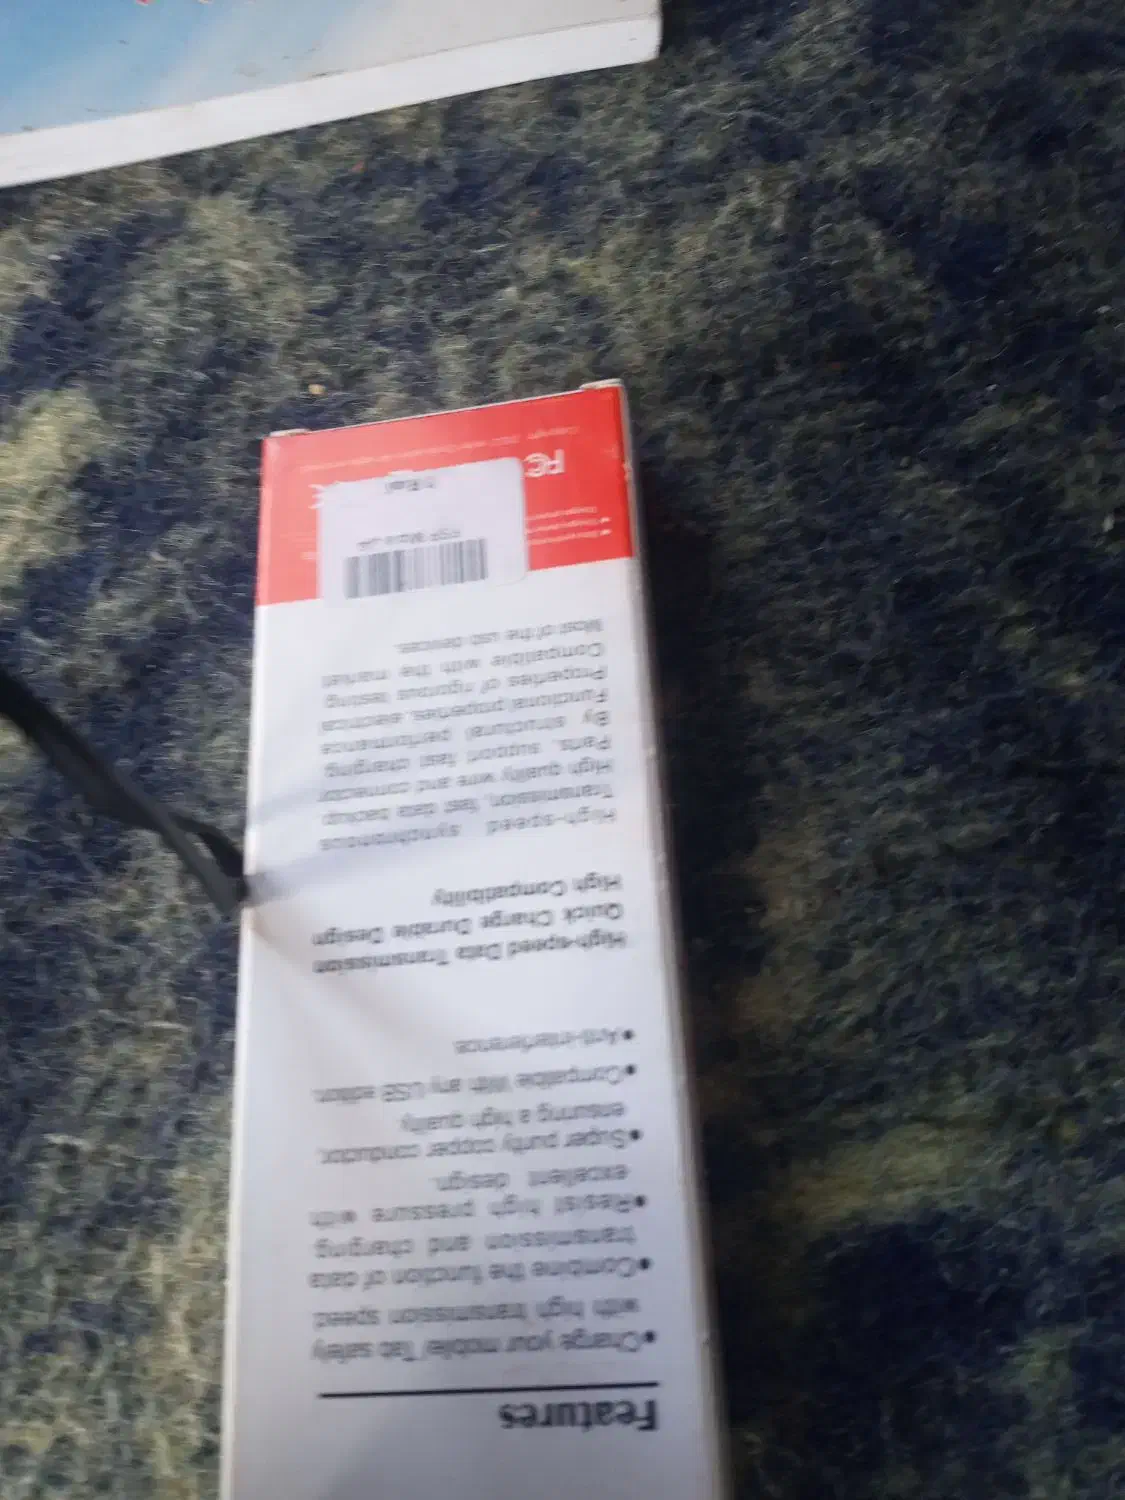 Features
•Charge your mobile/Tab safely
with high transmission speed
•Combine the function of data
transmission and charging
•Resist high pressure with
excellent design.
•Super purity copper conductor,
ensuring a high quality
•Compatible With any USB edition.
•Anti-interference.
High-speed Data Transmission
Quick Charge Durable Design
High Compatibility
High-speed synchronous
Transmission, fast data backup
High quality wire and connector
Parts, support fast charging
By structural performance
Functional properties, electrical
Properties of rigorous testing
Compatible with the market
Most of the usb devices.